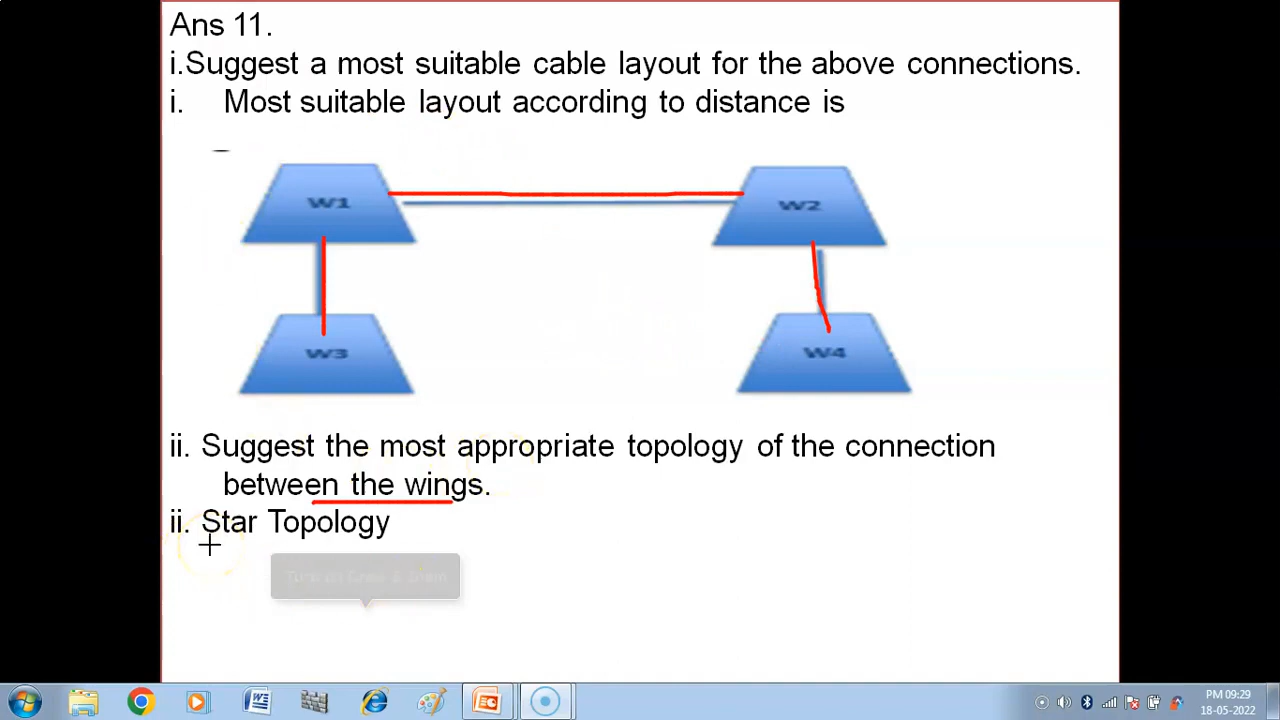 Ans 11.
i.Suggest a most suitable cable layout for the above connections.
i. Most suitable layout according to distance is
W1
W2
W3
W4
ii. Suggest the most appropriate topology of the connection
between the wings.
ii. Star Topology
PM 09:29
18-05-2022